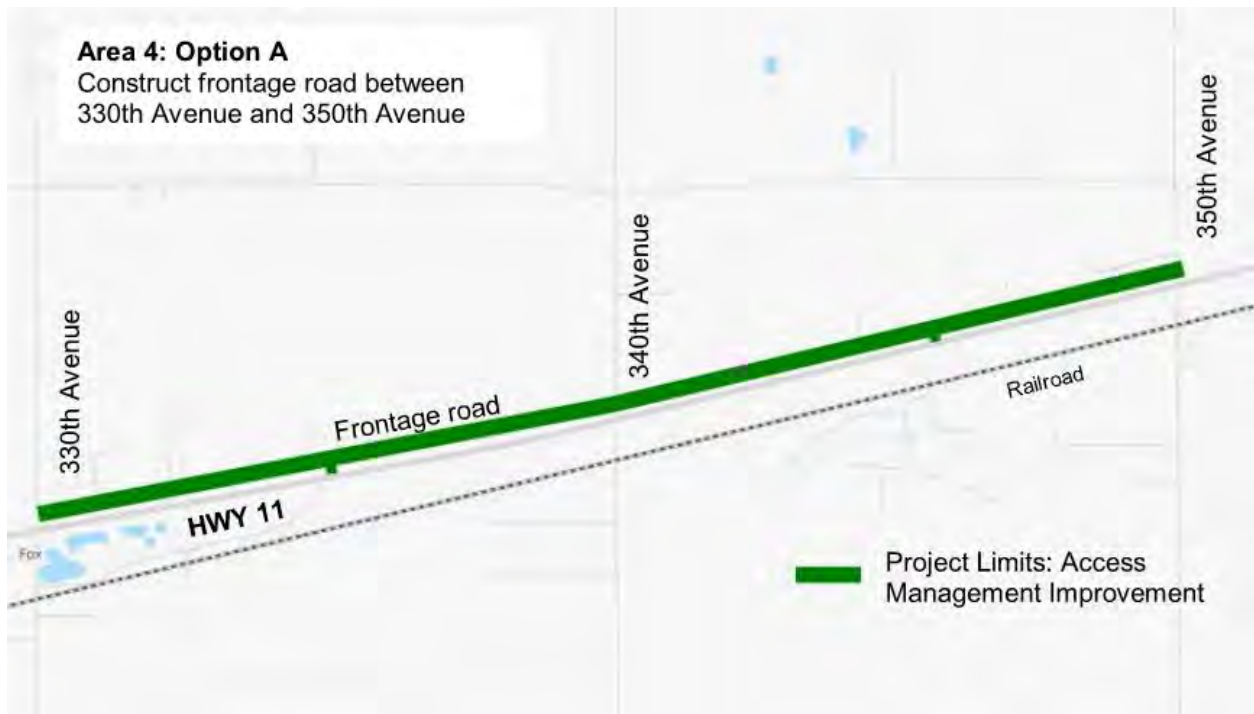 Area 4: Option A
Construct frontage road between
330th Avenue and 350th Avenue
350th Avenue
340th Avenue
330th Avenue
Frontage road
Railroad
HWY 11
Fox
Project Limits: Access
Management Improvement